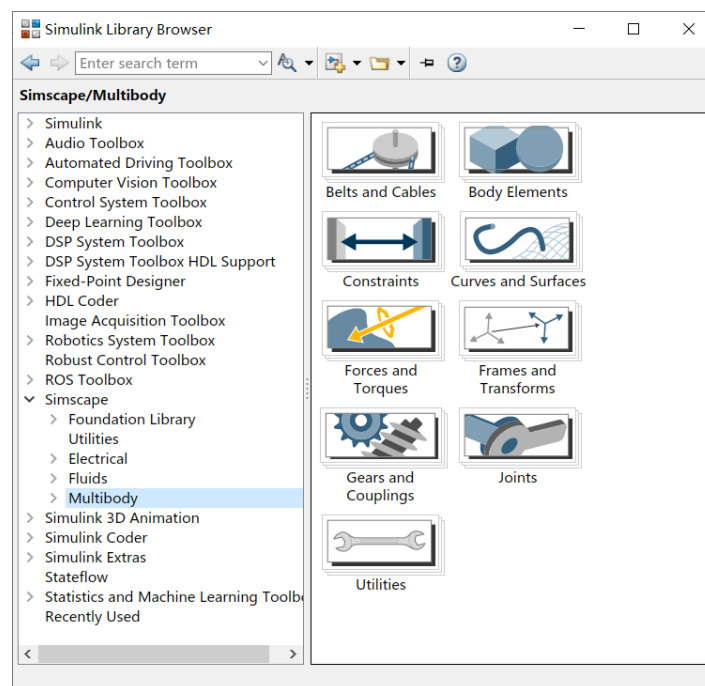 Simulink Library Browser
Enter search term
Simscape/Multibody
Simulink
Audio Toolbox
Automated Driving Toolbox
Computer Vision Toolbox
Control System Toolbox
Deep Learning Toolbox
DSP System Toolbox
DSP System Toolbox HDL Support
Fixed-Point Designer
HDL Coder
Image Acquisition Toolbox
Robotics System Toolbox
Robust Control Toolbox
ROS Toolbox
Simscape
Foundation Library
Utilities
Electrical
Fluids
Multibody
Simulink 3D Animation
Simulink Coder
Simulink Extras
Stateflow
Statistics and Machine Learning Toolbo
Recently Used
Belts and Cables
Body Elements
Constraints
Curves and Surfaces
Forces and
Torques
Frames and
Transforms
Gears and
Couplings
Joints
Utilities